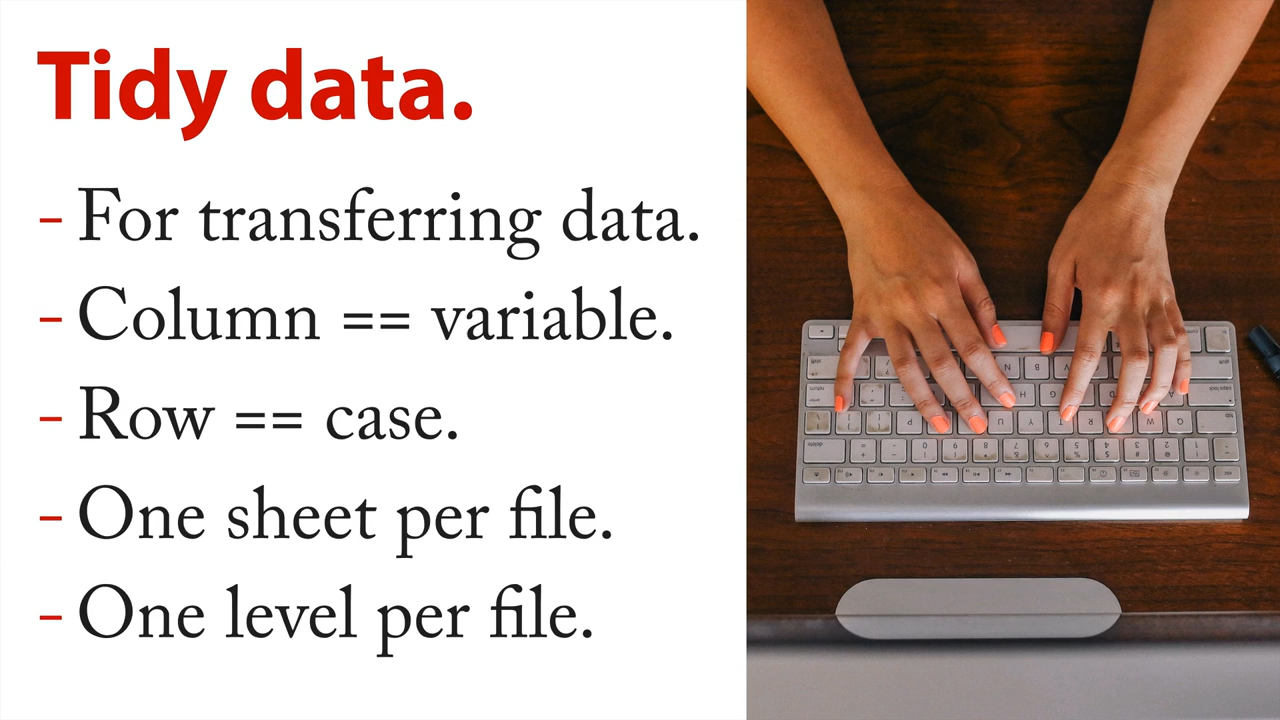 Tidy data.
- For transferring data.
- Column == variable.
- Row == case.
- One sheet per file.
- One level per file.